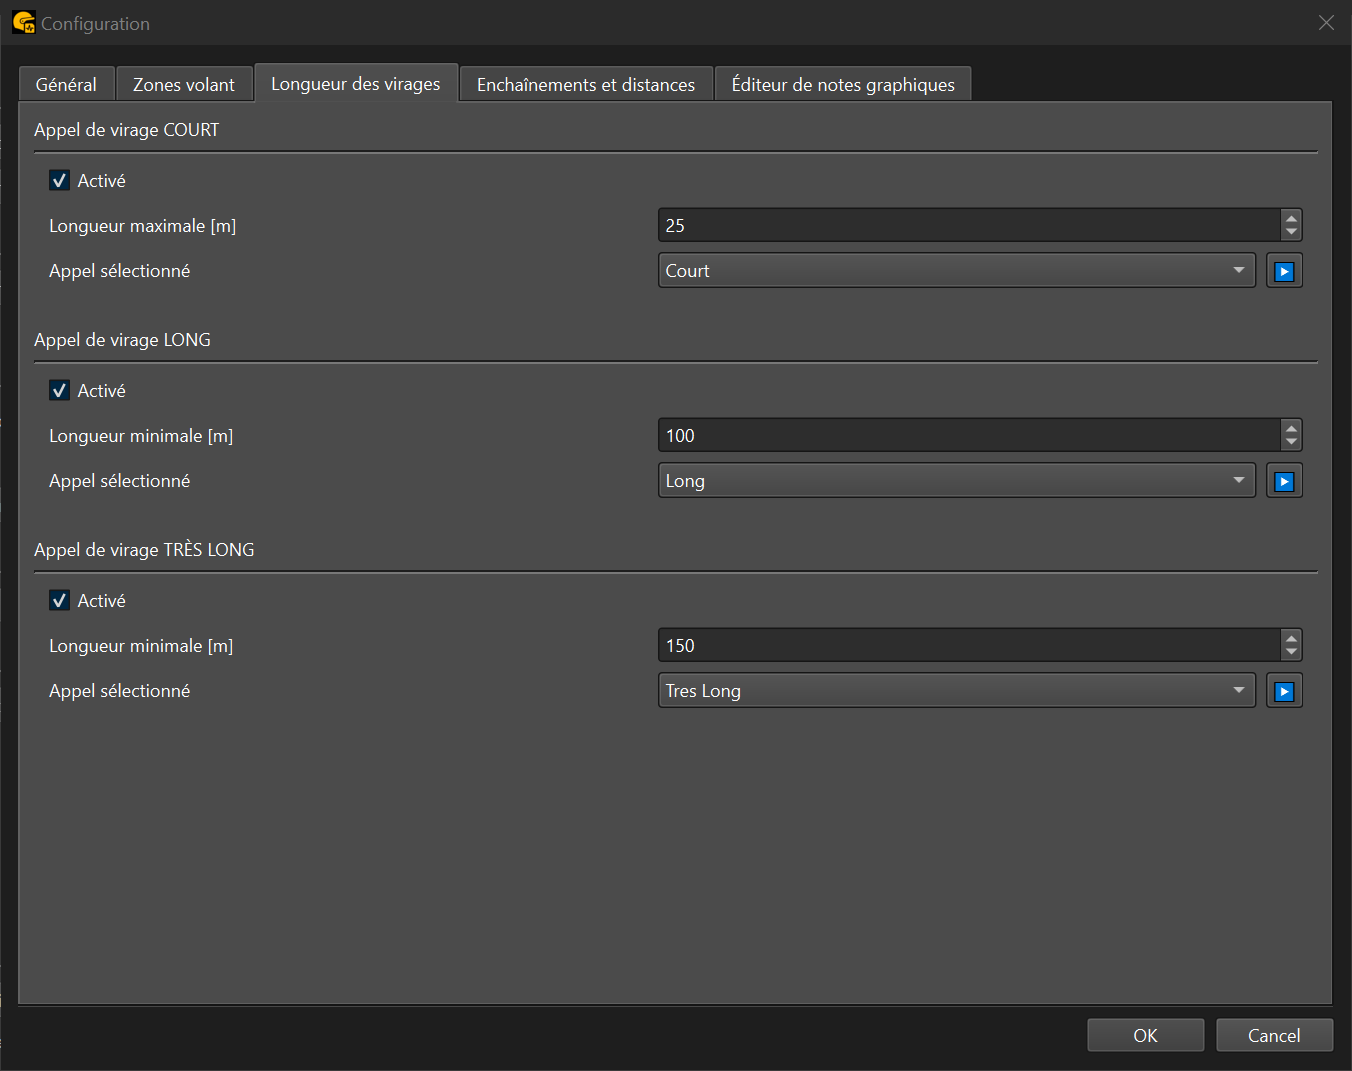 Configuration
Général Zones volant Longueur des virages Enchaînements et distances Éditeur de notes graphiques
Appel de virage COURT
Activé
Longueur maximale [m] 25
Appel sélectionné Court
Appel de virage LONG
Activé
Longueur minimale [m] 100
Appel sélectionné Long
Appel de virage TRÈS LONG
Activé
Longueur minimale [m] 150
Appel sélectionné Tres Long
OK Cancel